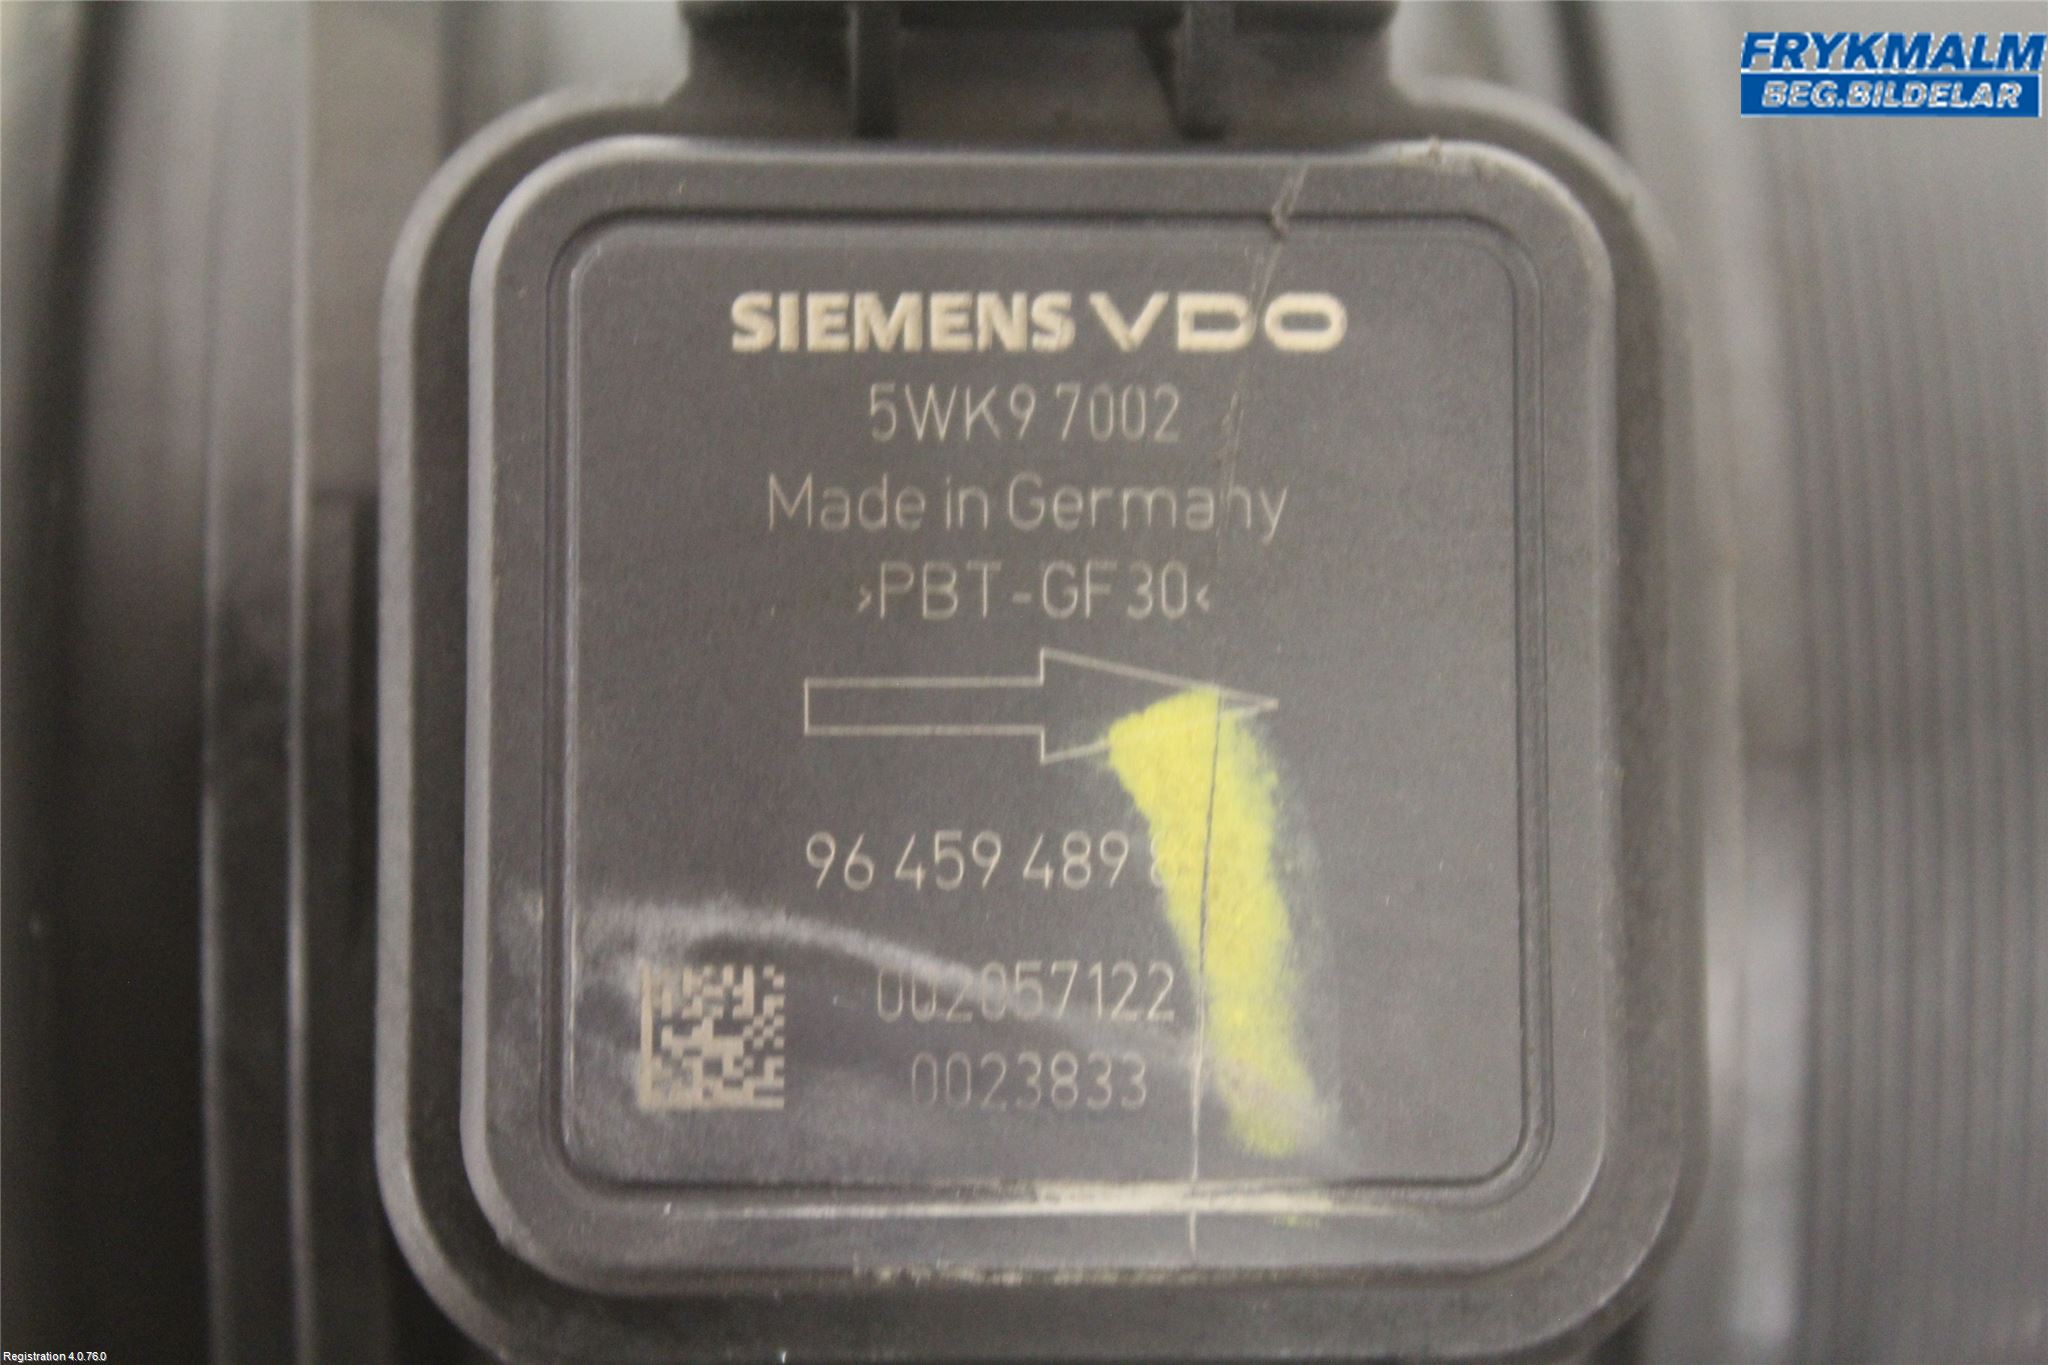 FRYKMALM
BEG.BILDELAR
SIEMENS VDO
5WK9 7002
Made in Germany
>PBT-GF30<
96 459 489
002057122
0023833
Registration 4.0.76.0